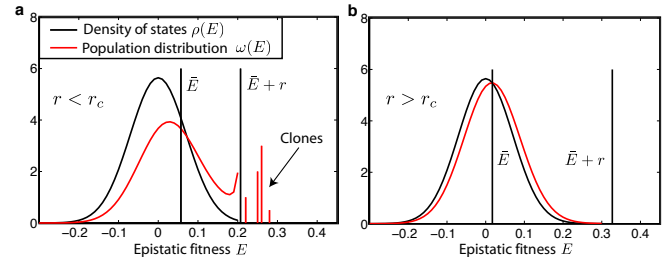 a
Density of states ρ(E)
Population distribution ω(E)
8
6
4
2
0
r < r_c
Ē
Ē + r
Clones
−0.2 −0.1 0 0.1 0.2 0.3 0.4
Epistatic fitness E
b
8
6
4
2
0
r > r_c
Ē
Ē + r
−0.2 −0.1 0 0.1 0.2 0.3 0.4
Epistatic fitness E